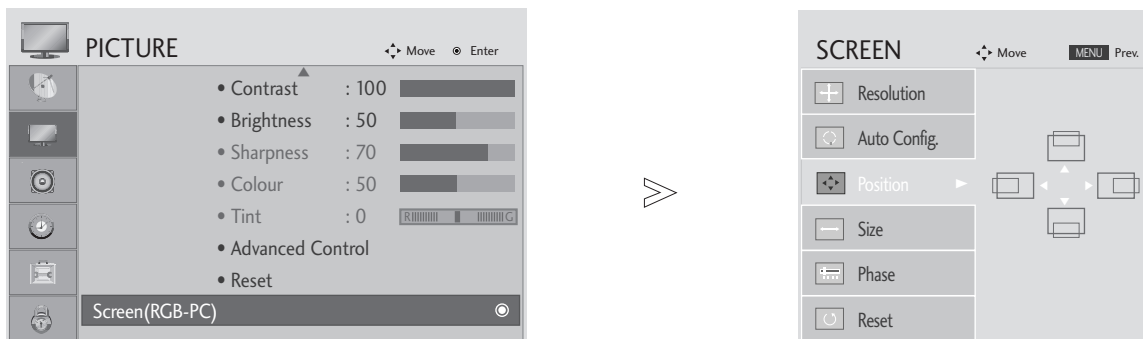 PICTURE
Move Enter
• Contrast : 100
• Brightness : 50
• Sharpness : 70
• Colour : 50
• Tint : 0 R G
• Advanced Control
• Reset
Screen(RGB-PC)
SCREEN
Move MENU Prev.
Resolution
Auto Config.
Position
Size
Phase
Reset